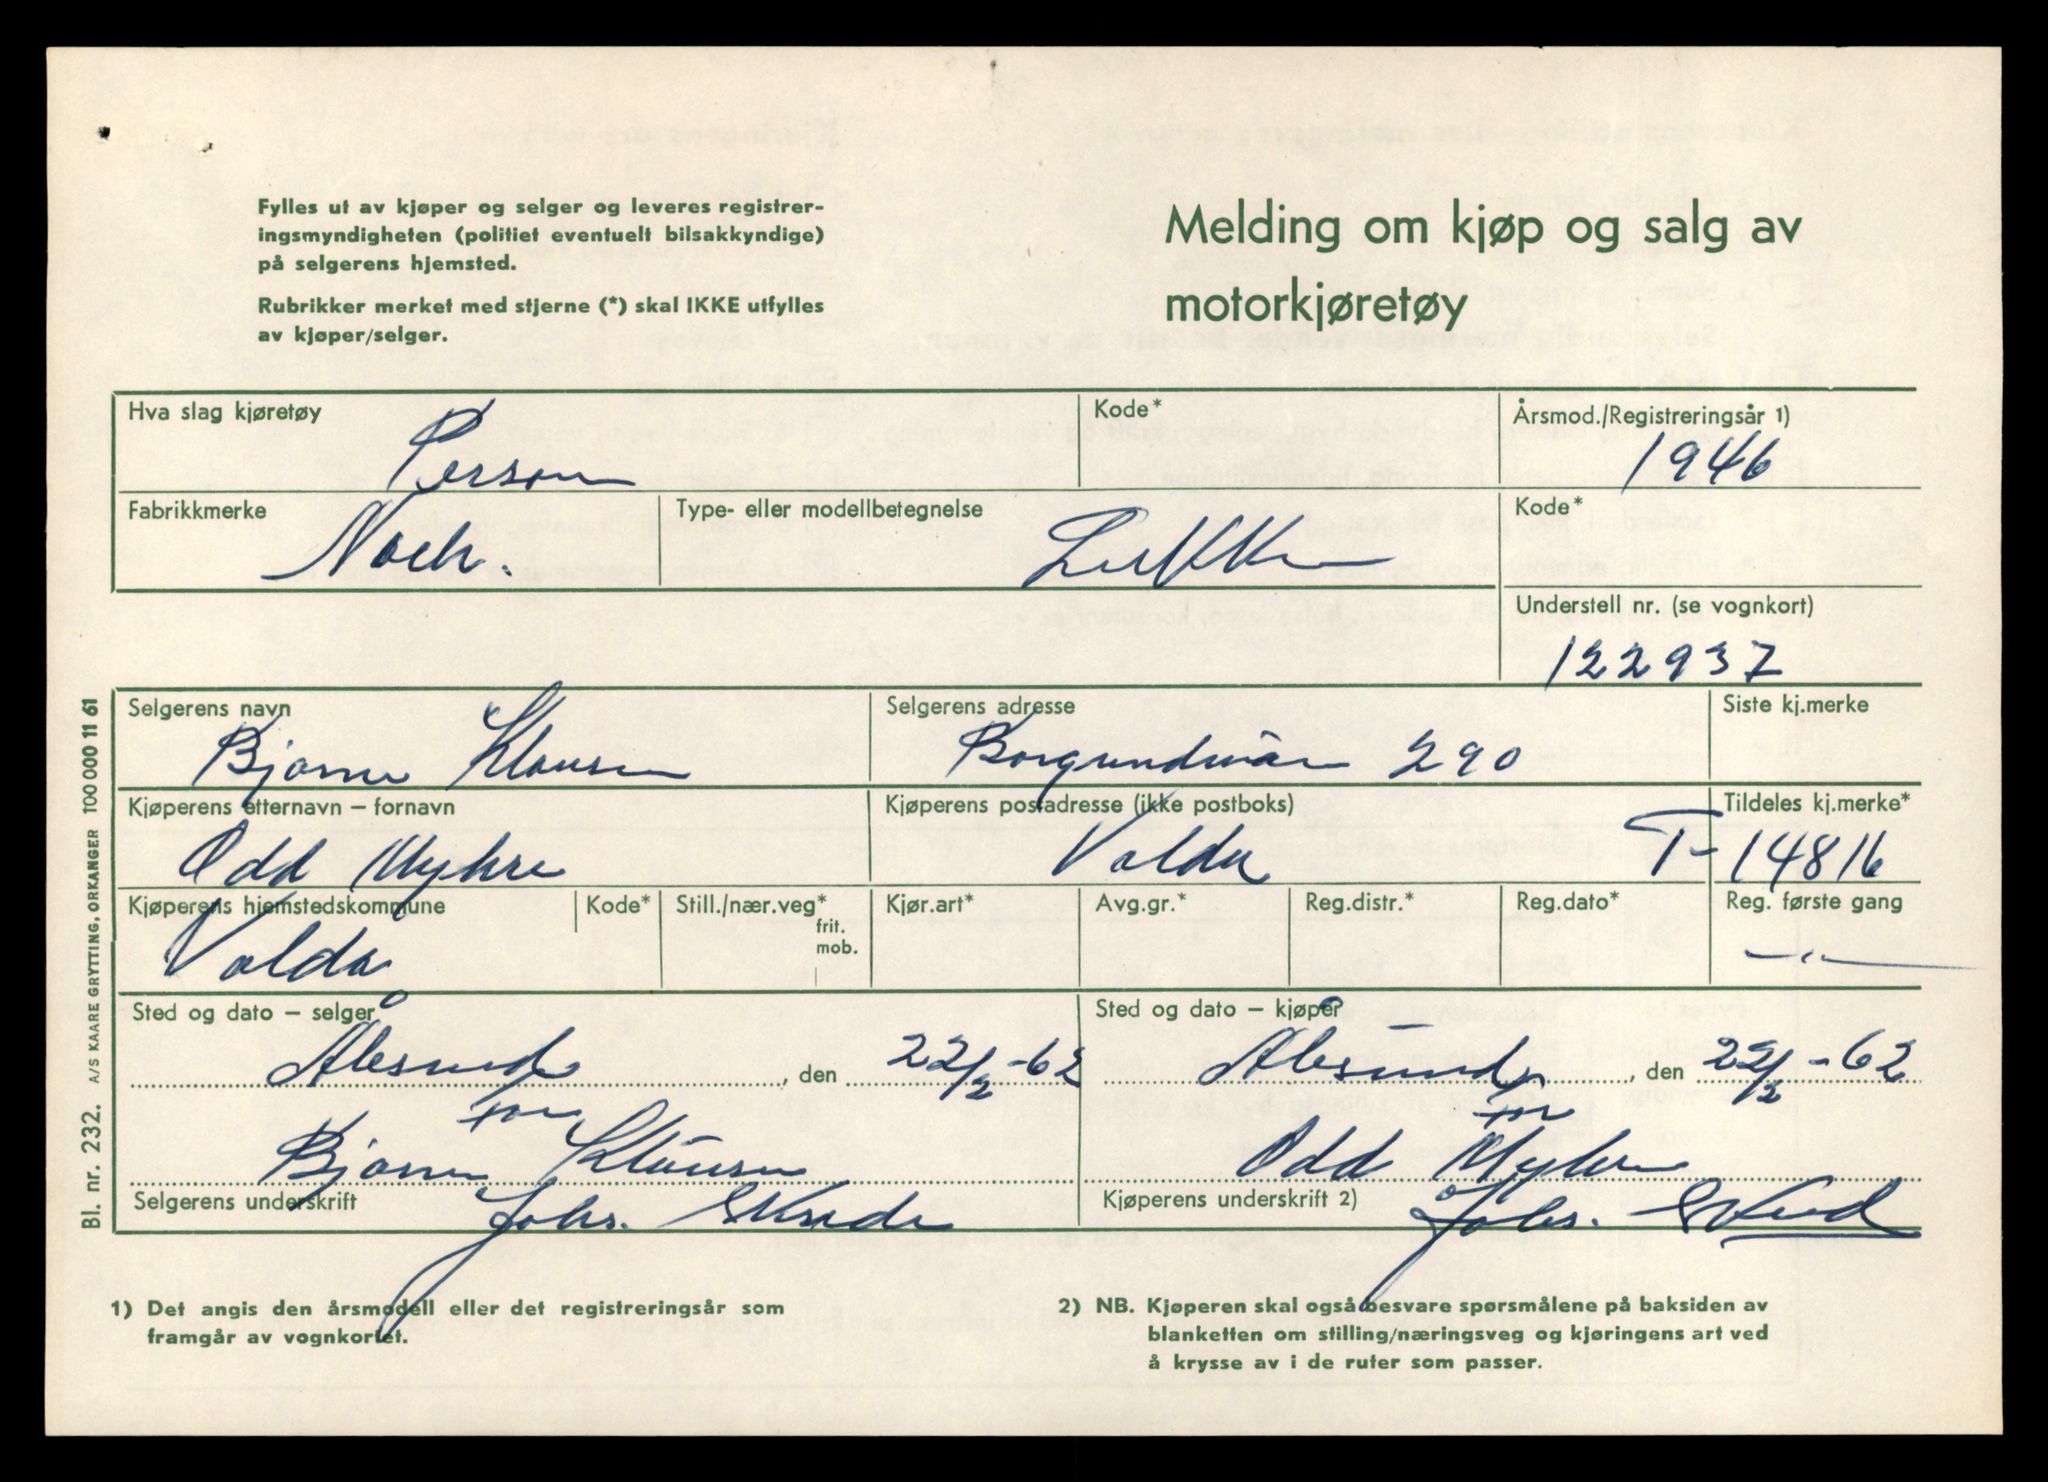 Fylles ut av kjøper og selger og leveres registrer-
ingsmyndigheten (politiet eventuelt bilsakkyndige)
på selgerens hjemsted.
Rubrikker merket med stjerne (*) skal IKKE utfylles
av kjøper/selger.
Melding om kjøp og salg av
motorkjøretøy
Hva slag kjøretøy
Person
Kode*
Årsmod./Registreringsår 1)
1946
Fabrikkmerke
Nach.
Type- eller modellbetegnelse
Lukken
Kode*
Understell nr. (se vognkort)
122937
Selgerens navn
Bjarne Klausen
Selgerens adresse
290
Siste kj.merke
Kjøperens etternavn – fornavn
Odd Myhre
Kjøperens postadresse (ikke postboks)
Volda
Tildeles kj.merke*
T-14816
Kjøperens hjemstedskommune
Volda
Kode*
Still./nær.veg*
frit.
mob.
Kjør.art*
Avg.gr.*
Reg.distr.*
Reg.dato*
Reg. første gang
—"—
Sted og dato – selger
Ålesund, den 22/2-62
for
Bjarne Klausen
Selgerens underskrift
Johs.
Sted og dato – kjøper
Ålesund, den 22/2-62
for
Odd Myhre
Kjøperens underskrift 2)
Johs.
1) Det angis den årsmodell eller det registreringsår som
framgår av vognkortet.
2) NB. Kjøperen skal også besvare spørsmålene på baksiden av
blanketten om stilling/næringsveg og kjøringens art ved
å krysse av i de ruter som passer.
Bl. nr. 232. A/S KAARE GRYTTING, ORKANGER 100 000 11 61